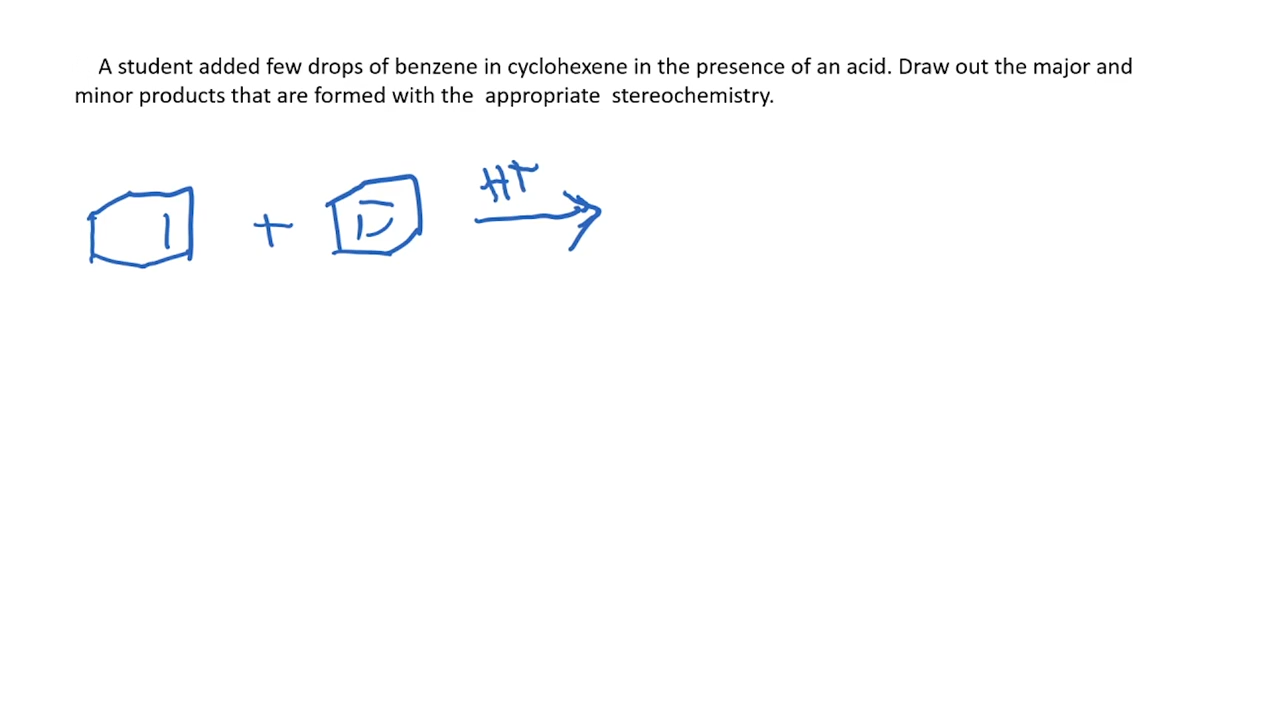 A student added few drops of benzene in cyclohexene in the presence of an acid. Draw out the major and
minor products that are formed with the appropriate stereochemistry.
+ H+